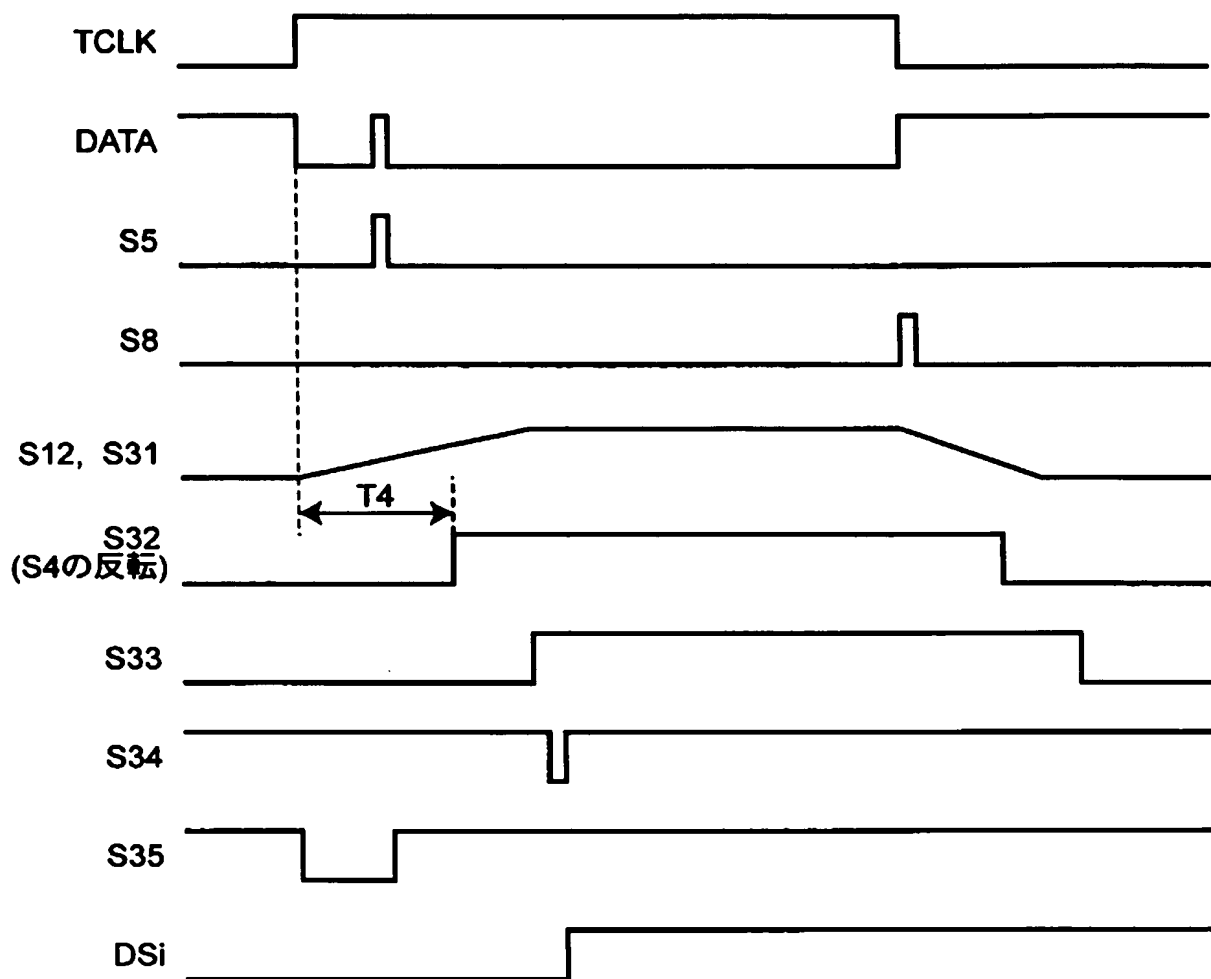 TCLK
DATA
S5
S8
S12, S31
T4
S32
(S4の反転)
S33
S34
S35
DSi